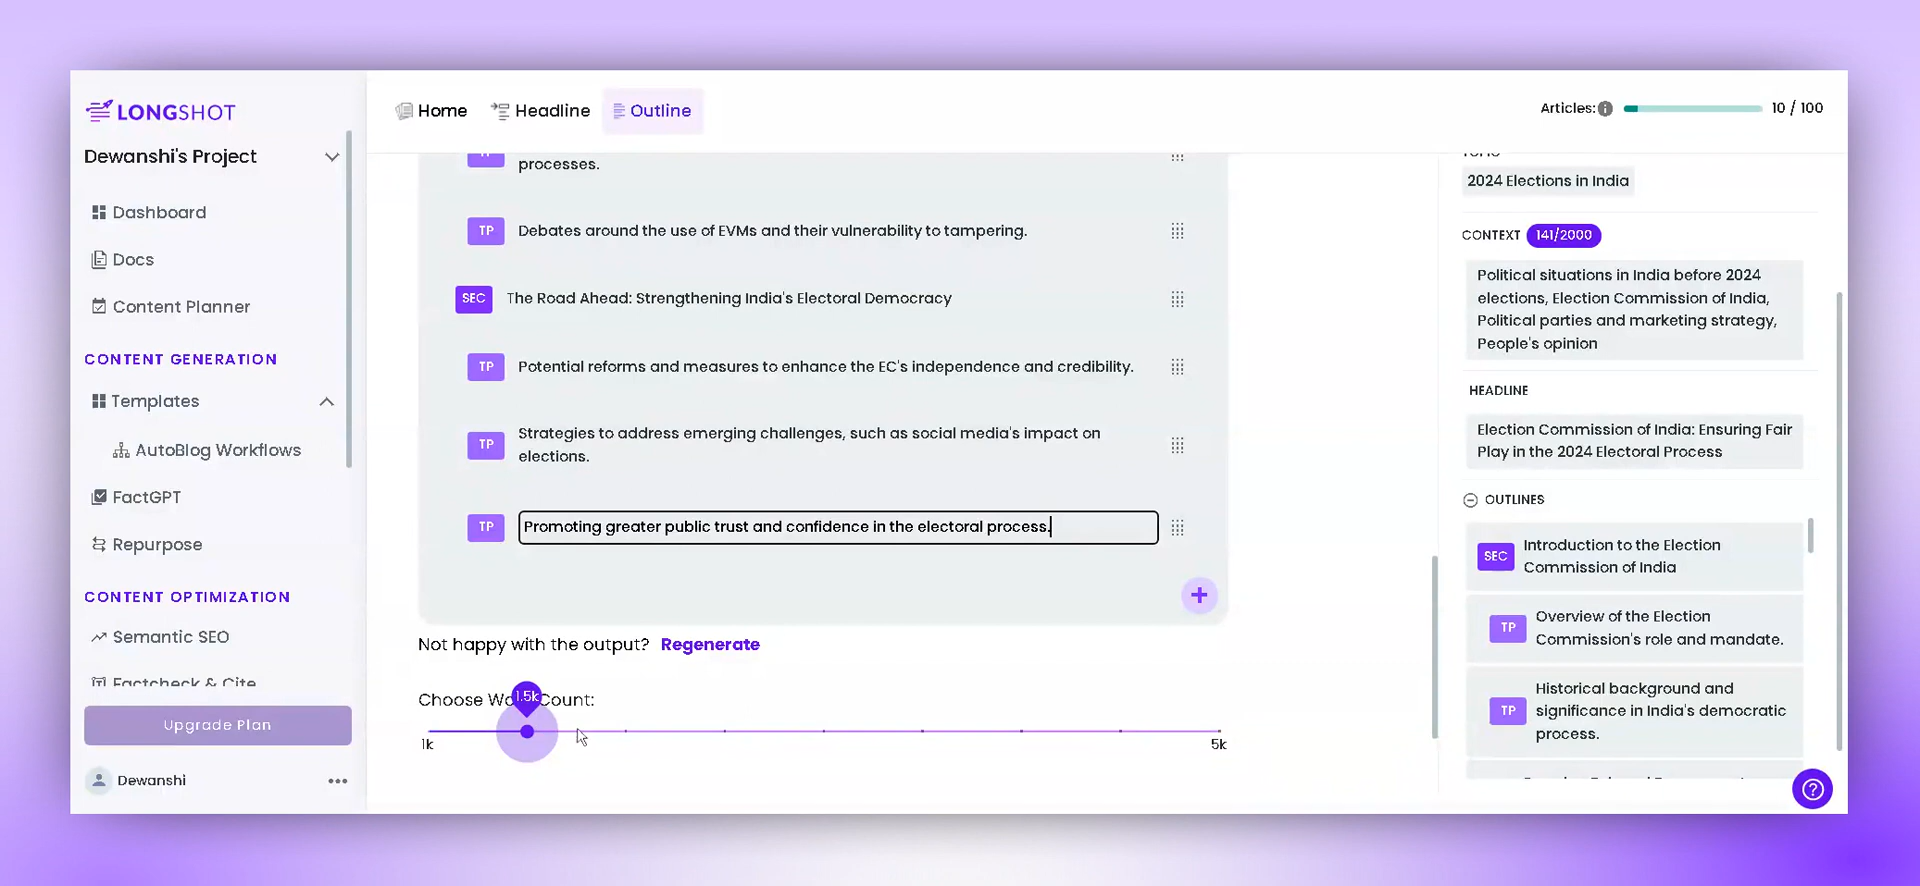 LONGSHOT
Dewanshi's Project
Dashboard
Docs
Content Planner
CONTENT GENERATION
Templates
AutoBlog Workflows
FactGPT
Repurpose
CONTENT OPTIMIZATION
Semantic SEO
Factcheck & Cite
Upgrade Plan
Dewanshi
Home
Headline
Outline
Articles:
10 / 100
TP
processes.
TP
Debates around the use of EVMs and their vulnerability to tampering.
SEC
The Road Ahead: Strengthening India's Electoral Democracy
TP
Potential reforms and measures to enhance the EC's independence and credibility.
TP
Strategies to address emerging challenges, such as social media's impact on
elections.
TP
Promoting greater public trust and confidence in the electoral process.
Not happy with the output? Regenerate
Choose Count:
1.5k
1k
5k
2024 Elections in India
CONTEXT
141/2000
Political situations in India before 2024
elections, Election Commission of India,
Political parties and marketing strategy,
People's opinion
HEADLINE
Election Commission of India: Ensuring Fair
Play in the 2024 Electoral Process
OUTLINES
SEC
Introduction to the Election
Commission of India
TP
Overview of the Election
Commission's role and mandate.
TP
Historical background and
significance in India's democratic
process.